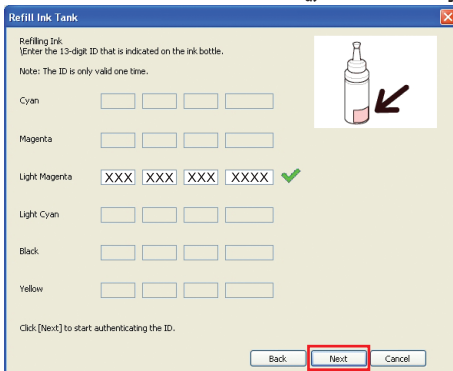 Refill Ink Tank
Refilling Ink
\Enter the 13-digit ID that is indicated on the ink bottle.
Note: The ID is only valid one time.
Cyan
Magenta
Light Magenta XXX XXX XXX XXXX
Light Cyan
Black
Yellow
Click [Next] to start authenticating the ID.
Back Next Cancel